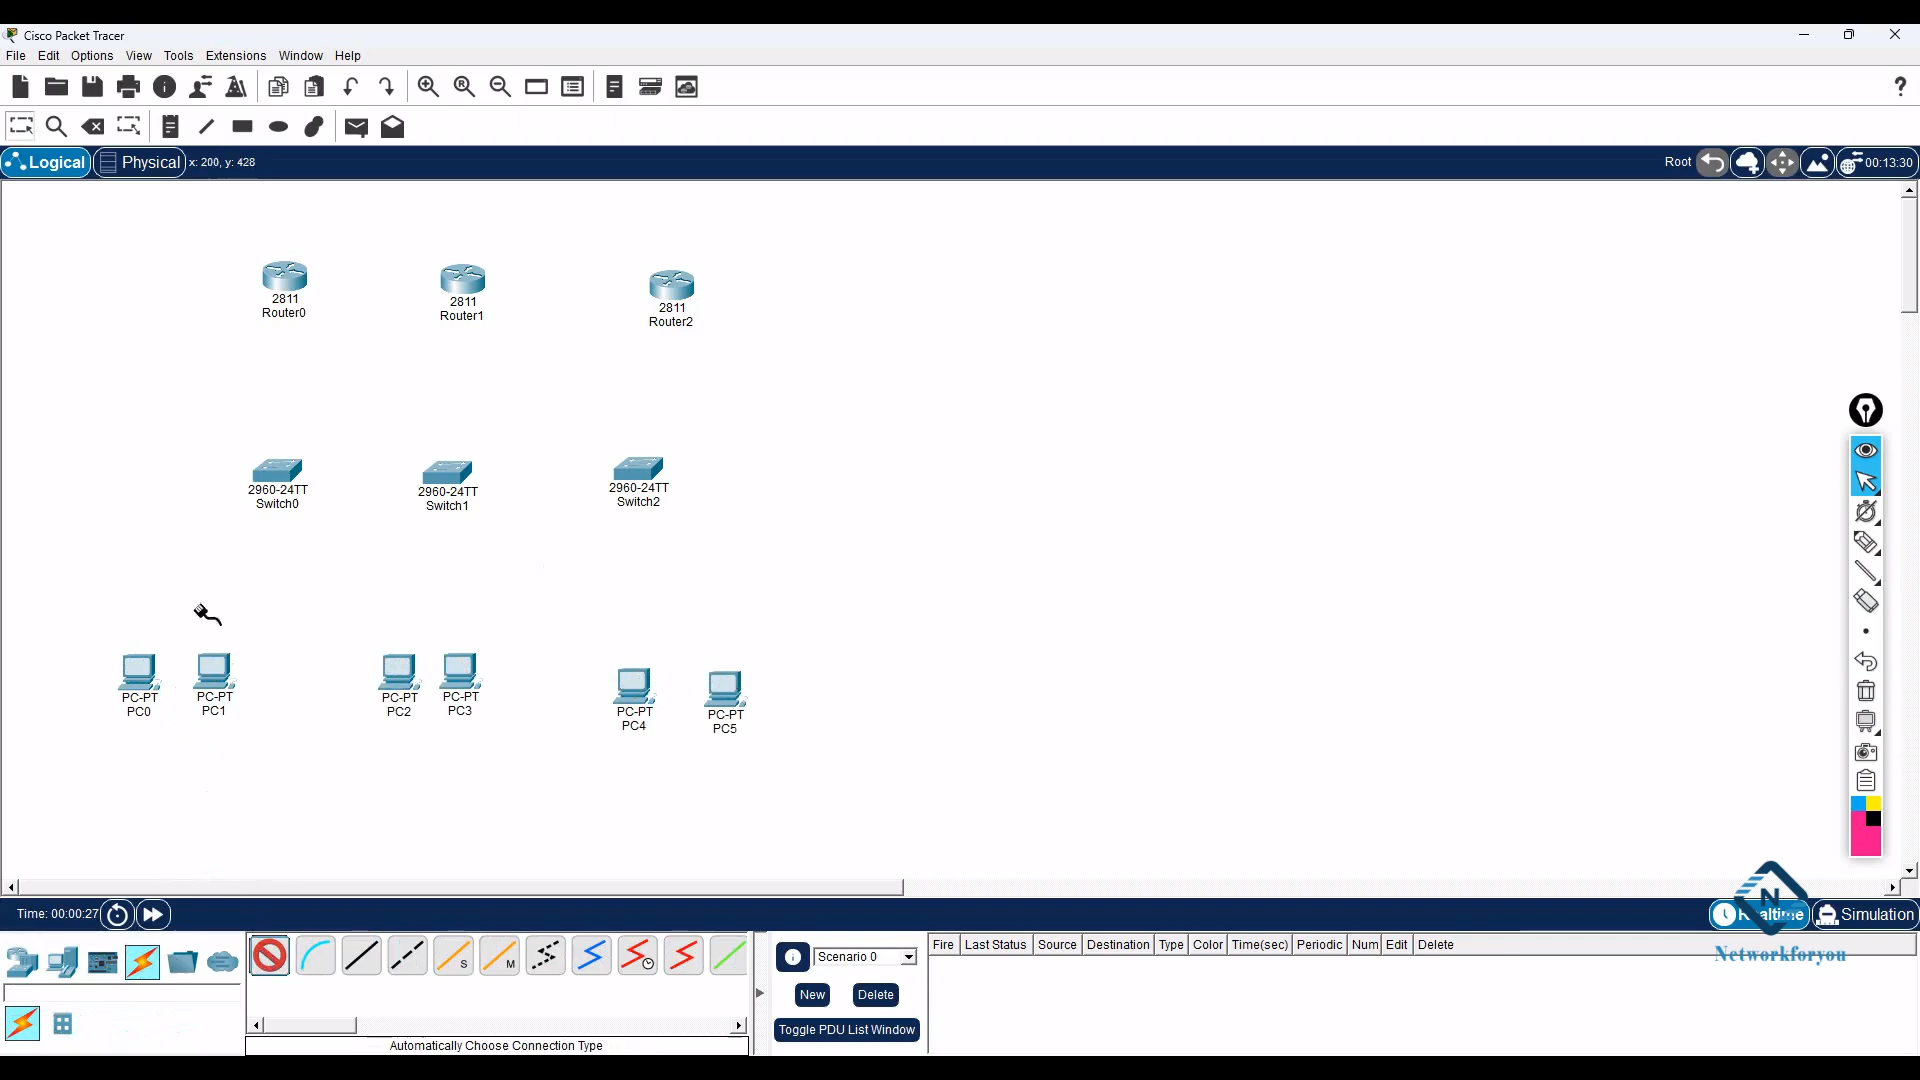 Cisco Packet Tracer
File Edit Options View Tools Extensions Window Help
Logical Physical x: 200, y: 428 Root 00:13:30
2811
Router0
2811
Router1
2811
Router2
2960-24TT
Switch0
2960-24TT
Switch1
2960-24TT
Switch2
PC-PT
PC0
PC-PT
PC1
PC-PT
PC2
PC-PT
PC3
PC-PT
PC4
PC-PT
PC5
Time: 00:00:27 Realtime Simulation
S M
Automatically Choose Connection Type
Scenario 0
New Delete
Toggle PDU List Window
Fire Last Status Source Destination Type Color Time(sec) Periodic Num Edit Delete
N
Networkforyou